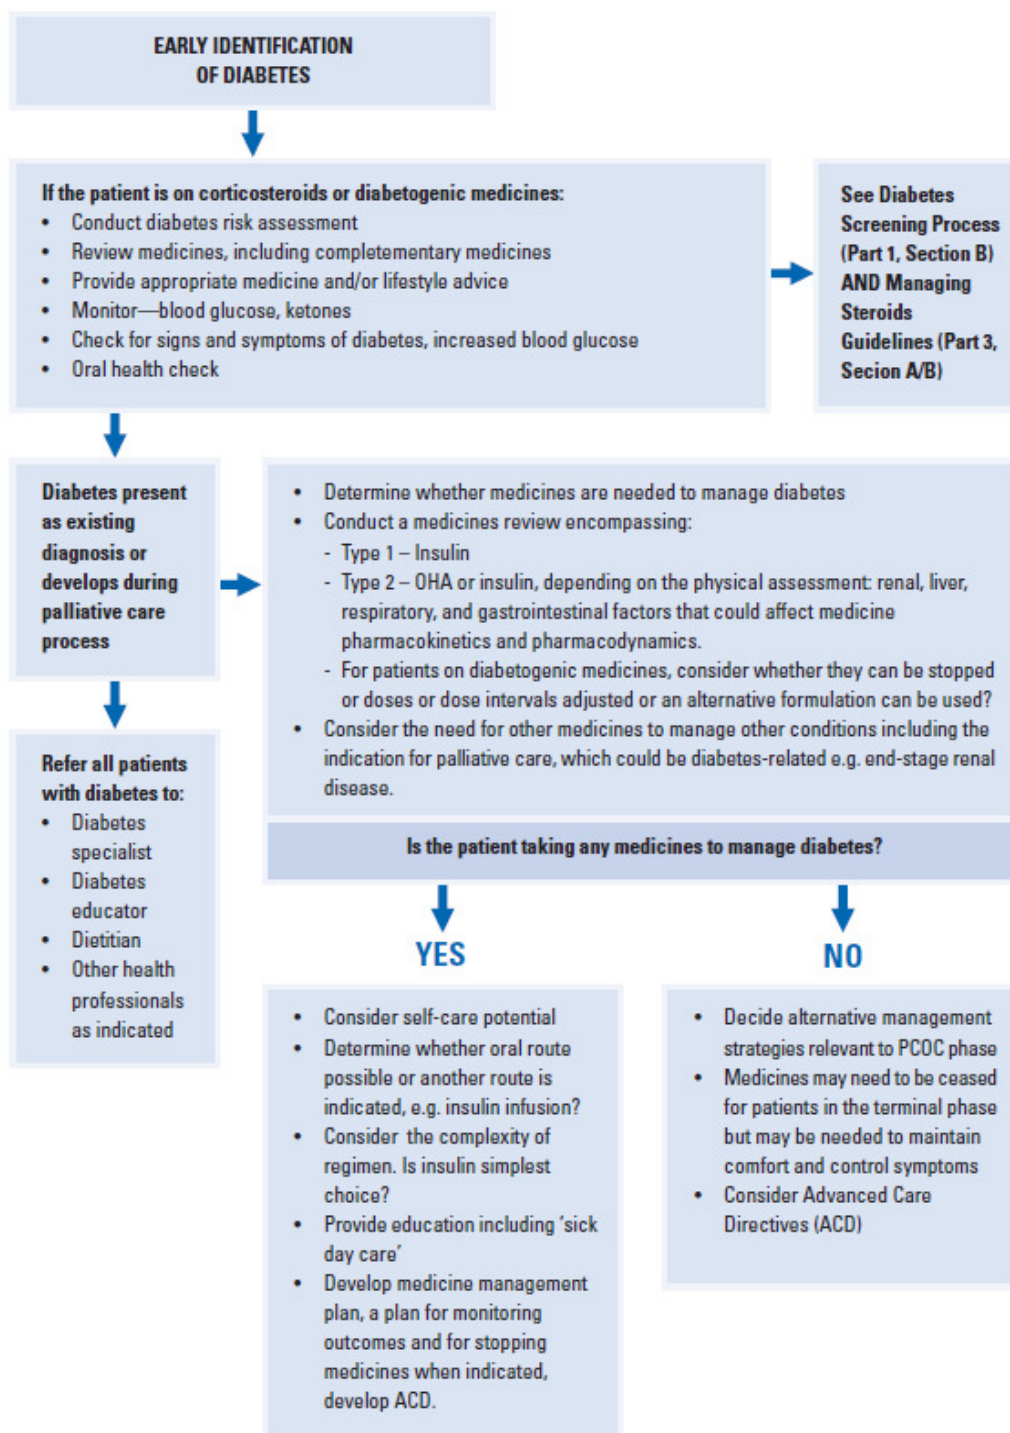 EARLY IDENTIFICATION
OF DIABETES
If the patient is on corticosteroids or diabetogenic medicines:
• Conduct diabetes risk assessment
• Review medicines, including completementary medicines
• Provide appropriate medicine and/or lifestyle advice
• Monitor—blood glucose, ketones
• Check for signs and symptoms of diabetes, increased blood glucose
• Oral health check
See Diabetes
Screening Process
(Part 1, Section B)
AND Managing
Steroids
Guidelines (Part 3,
Secion A/B)
Diabetes present
as existing
diagnosis or
develops during
palliative care
process
• Determine whether medicines are needed to manage diabetes
• Conduct a medicines review encompassing:
- Type 1 – Insulin
- Type 2 – OHA or insulin, depending on the physical assessment: renal, liver,
respiratory, and gastrointestinal factors that could affect medicine
pharmacokinetics and pharmacodynamics.
- For patients on diabetogenic medicines, consider whether they can be stopped
or doses or dose intervals adjusted or an alternative formulation can be used?
• Consider the need for other medicines to manage other conditions including the
indication for palliative care, which could be diabetes-related e.g. end-stage renal
disease.
Refer all patients
with diabetes to:
• Diabetes
specialist
• Diabetes
educator
• Dietitian
• Other health
professionals
as indicated
Is the patient taking any medicines to manage diabetes?
YES
• Consider self-care potential
• Determine whether oral route
possible or another route is
indicated, e.g. insulin infusion?
• Consider the complexity of
regimen. Is insulin simplest
choice?
• Provide education including ‘sick
day care’
• Develop medicine management
plan, a plan for monitoring
outcomes and for stopping
medicines when indicated,
develop ACD.
NO
• Decide alternative management
strategies relevant to PCOC phase
• Medicines may need to be ceased
for patients in the terminal phase
but may be needed to maintain
comfort and control symptoms
• Consider Advanced Care
Directives (ACD)